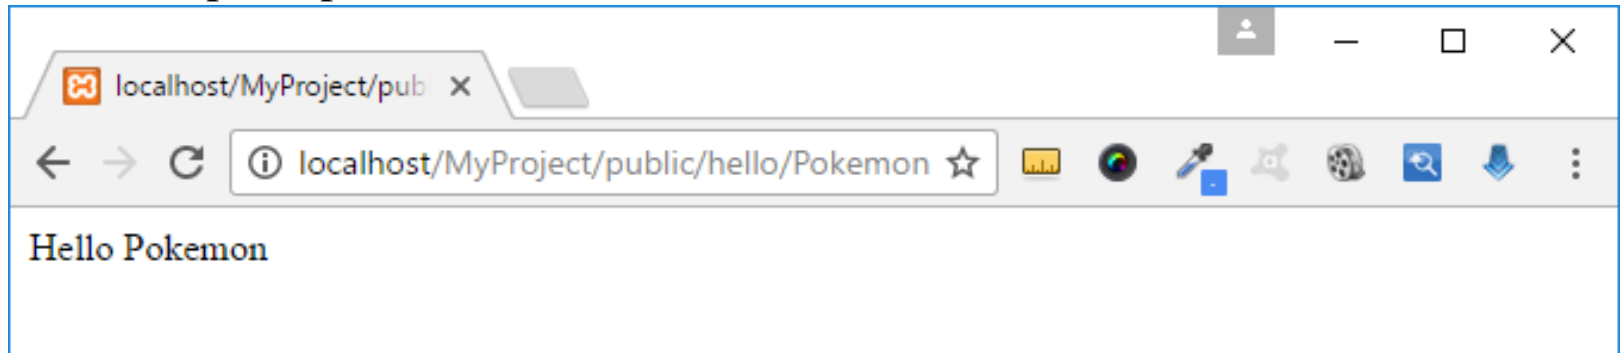 localhost/MyProject/pub
localhost/MyProject/public/hello/Pokemon
Hello Pokemon